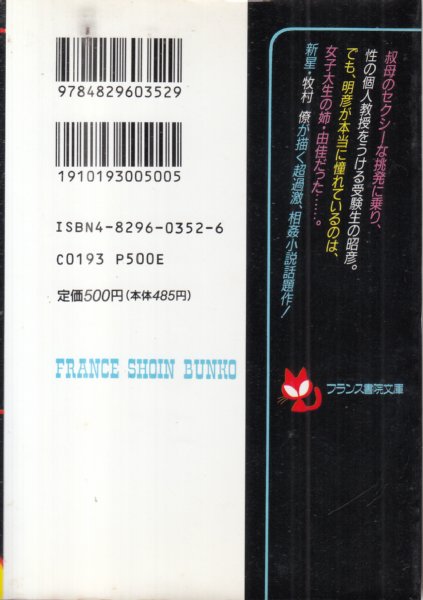 叔母のセクシーな挑発に乗り、
性の個人教授をうける受験生の昭彦。
でも、明彦が本当に憧れているのは、
女子大生の姉・由佳だった……。
新星・牧村 僚が描く超過激、相姦小説話題作！
9784829603529
1910193005005
ISBN4-8296-0352-6
C0193 P500E
定価500円(本体485円)
FRANCE SHOIN BUNKO
フランス書院文庫